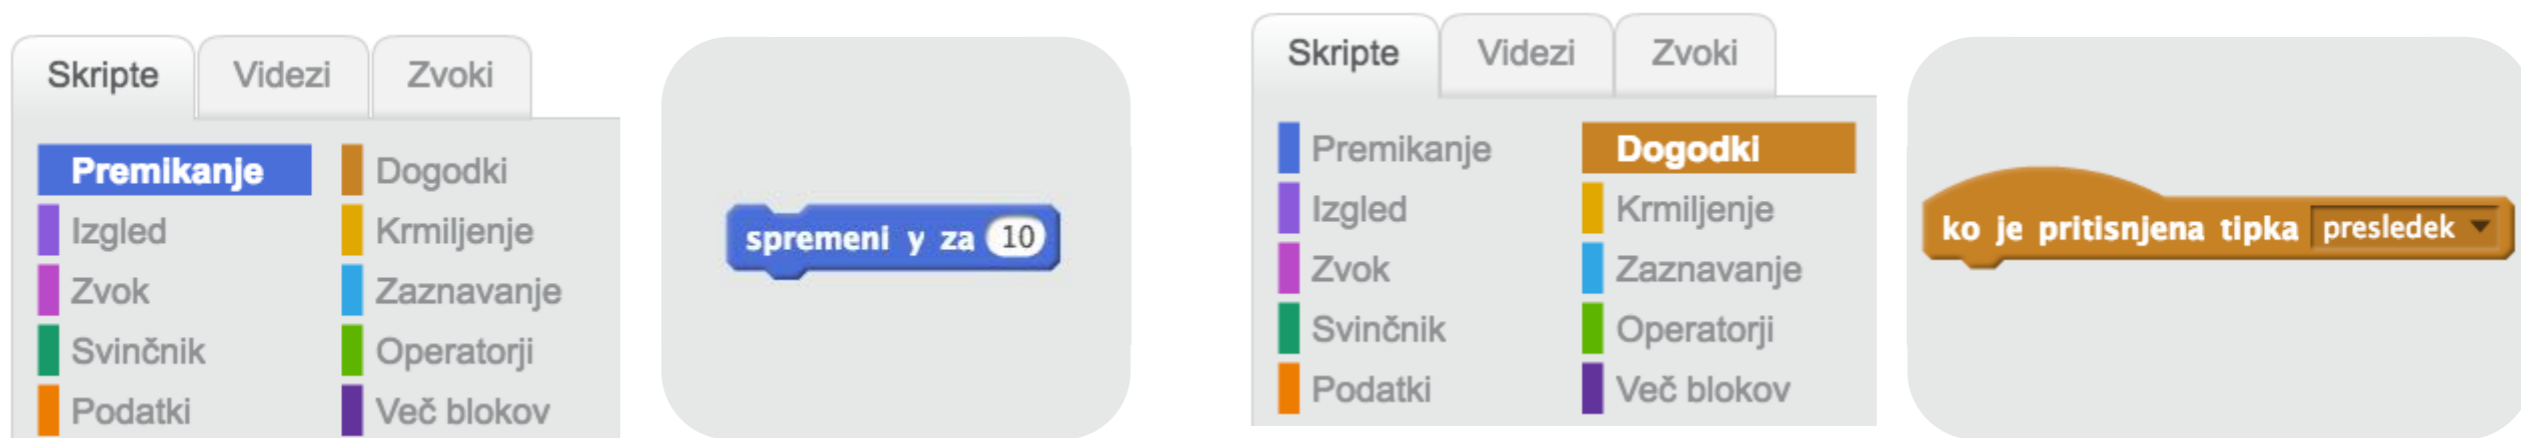 Skripte Videzi Zvoki
Premikanje Dogodki
Izgled Krmiljenje
Zvok Zaznavanje
Svinčnik Operatorji
Podatki Več blokov
spremeni y za 10
Skripte Videzi Zvoki
Premikanje Dogodki
Izgled Krmiljenje
Zvok Zaznavanje
Svinčnik Operatorji
Podatki Več blokov
ko je pritisnjena tipka presledek